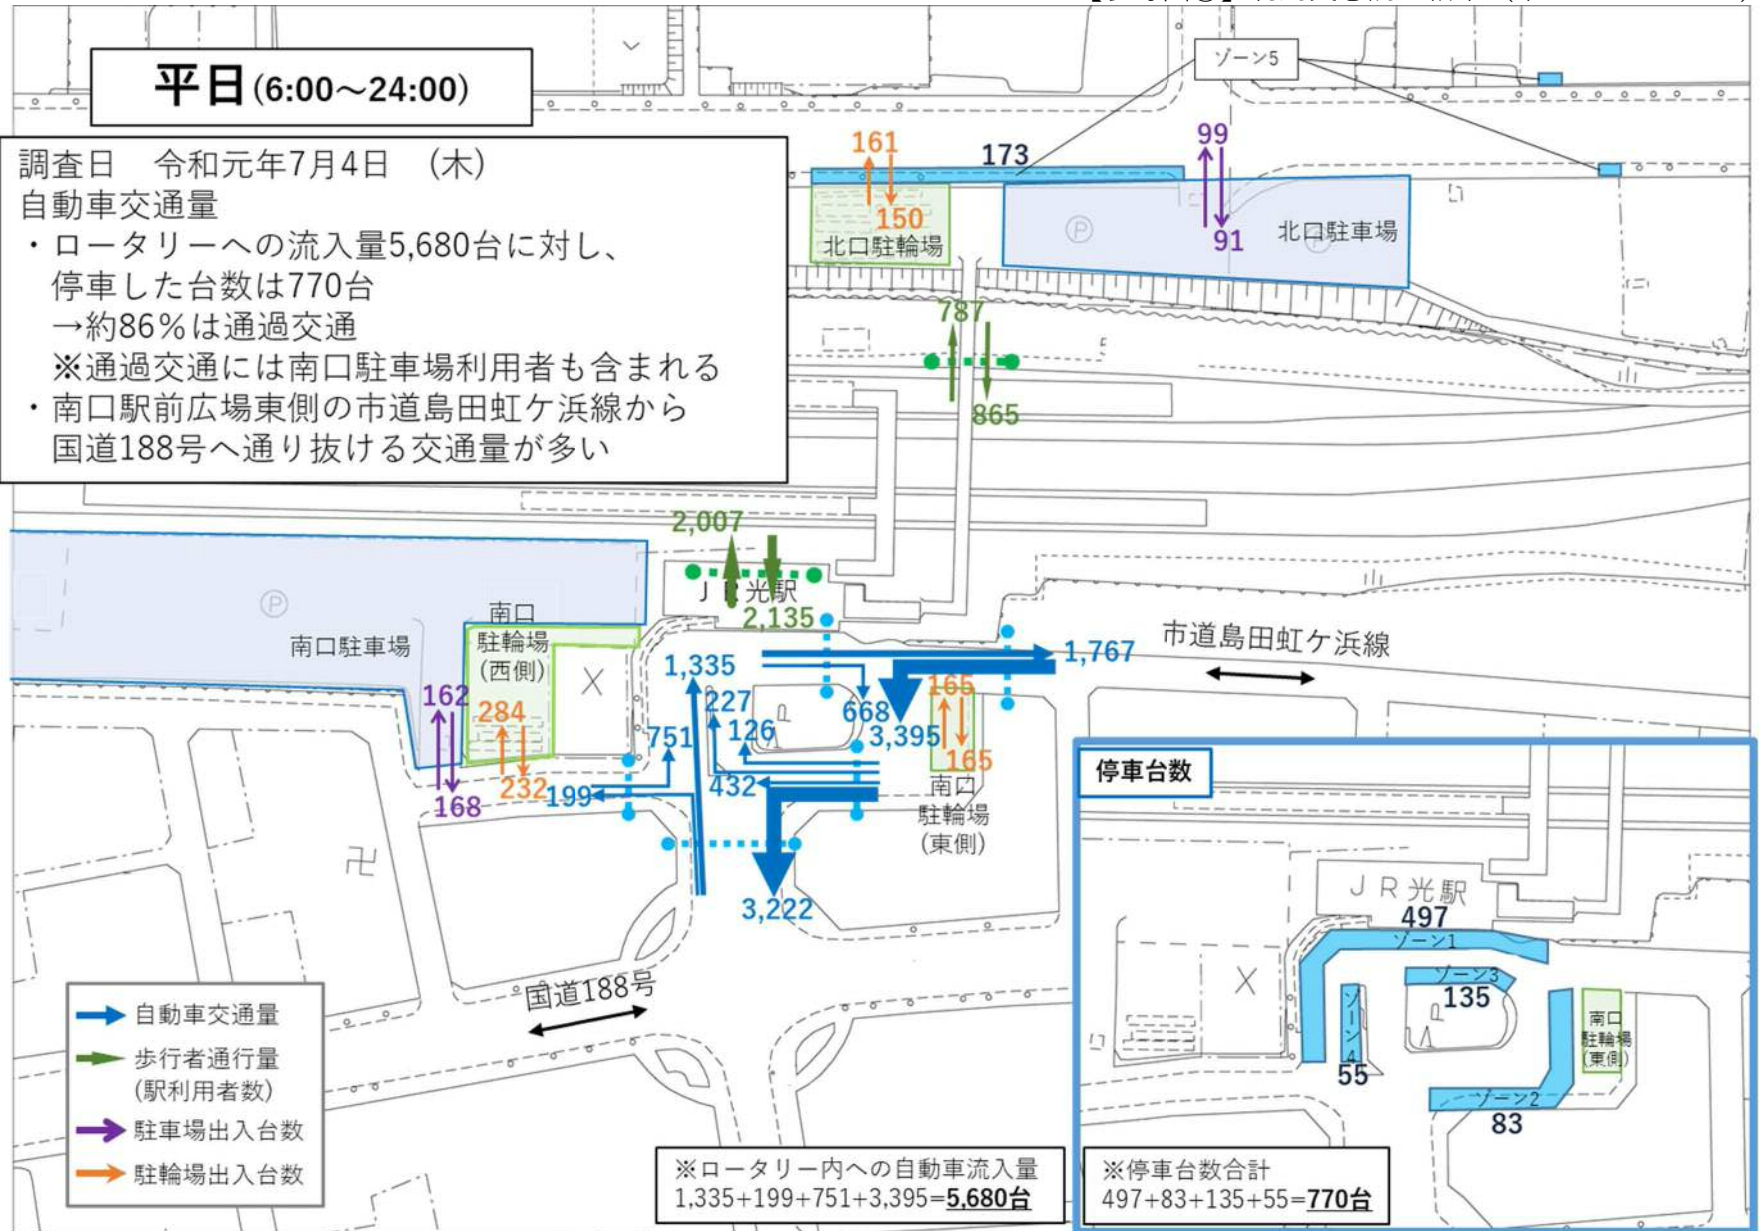 平日(6:00～24:00)
調査日　令和元年7月4日　(木)
自動車交通量
・ロータリーへの流入量5,680台に対し、
停車した台数は770台
→約86％は通過交通
※通過交通には南口駐車場利用者も含まれる
・南口駅前広場東側の市道島田虹ケ浜線から
国道188号へ通り抜ける交通量が多い
ゾーン5
161
173
99
150
91
北口駐輪場
北口駐車場
P
P
787
865
2,007
ＪＲ光駅
2,135
P
南口駐車場
南口
駐輪場
(西側)
市道島田虹ケ浜線
1,335
1,767
162
284
227
668
165
751
126
3,395
165
232
199
432
168
南口
駐輪場
(東側)
3,222
卍
国道188号
自動車交通量
歩行者通行量
(駅利用者数)
駐車場出入台数
駐輪場出入台数
※ロータリー内への自動車流入量
1,335+199+751+3,395=5,680台
停車台数
ＪＲ光駅
497
ゾーン1
ゾーン3
135
ゾーン4
55
南口
駐輪場
(東側)
ゾーン2
83
※停車台数合計
497+83+135+55=770台